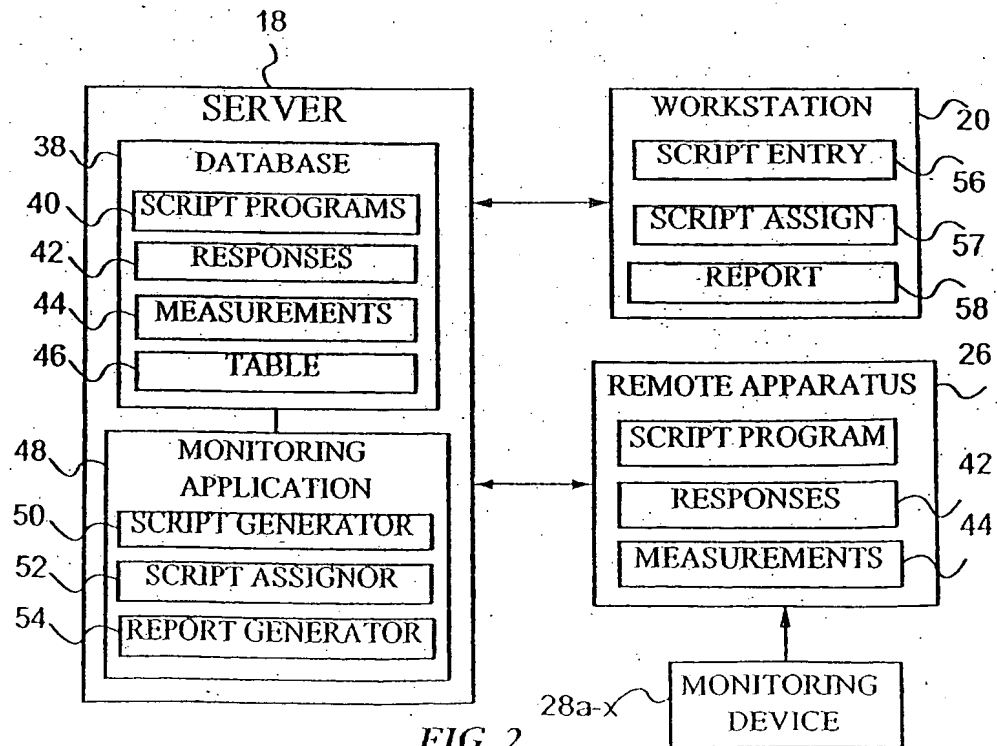 18
SERVER
38
DATABASE
40
SCRIPT PROGRAMS
42
RESPONSES
44
MEASUREMENTS
46
TABLE
48
MONITORING
APPLICATION
50
SCRIPT GENERATOR
52
SCRIPT ASSIGNOR
54
REPORT GENERATOR
WORKSTATION
20
SCRIPT ENTRY
56
SCRIPT ASSIGN
57
REPORT
58
26
REMOTE APPARATUS
SCRIPT PROGRAM
42
RESPONSES
44
MEASUREMENTS
28a-x
MONITORING
DEVICE
FIG. 2